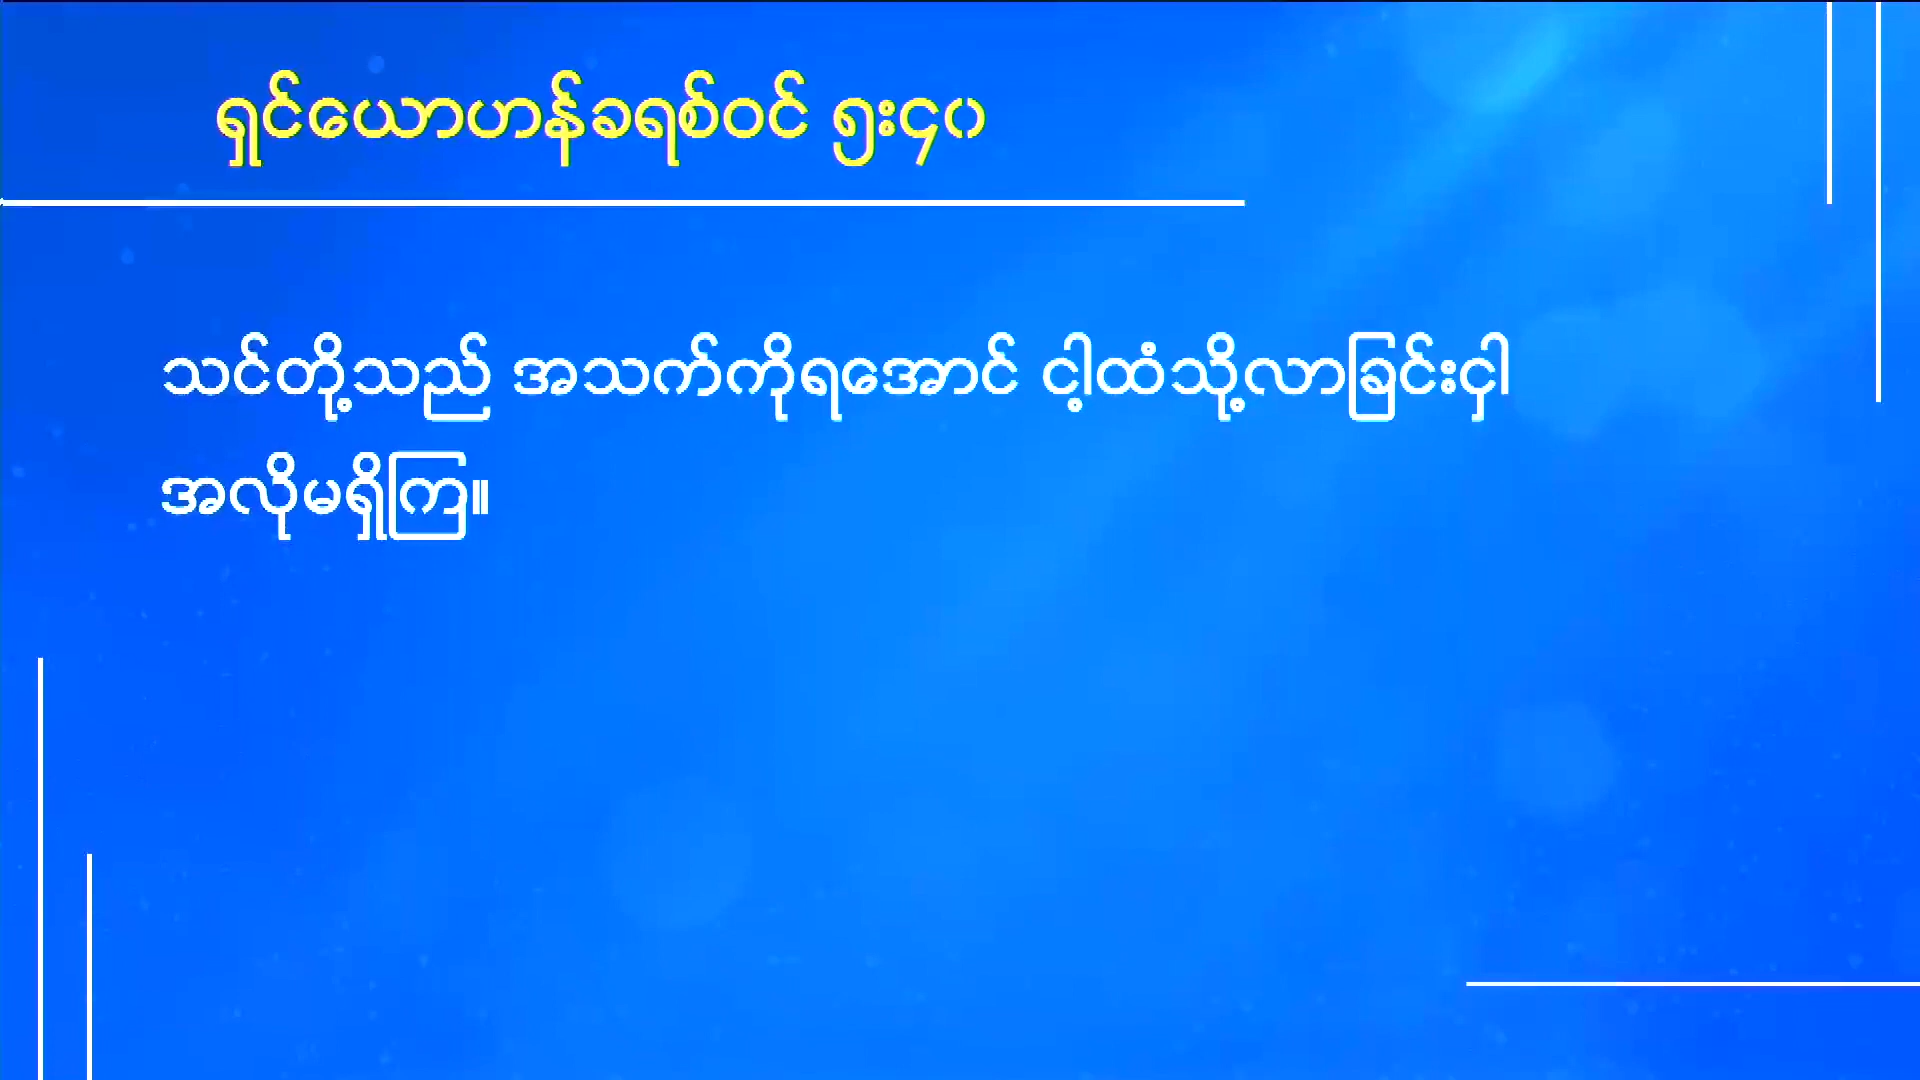 ရှင်ယောဟန်ခရစ်ဝင် ၅း၄၀
သင်တို့သည် အသက်ကိုရအောင် ငါ့ထံသို့လာခြင်းငှါ
အလိုမရှိကြ။